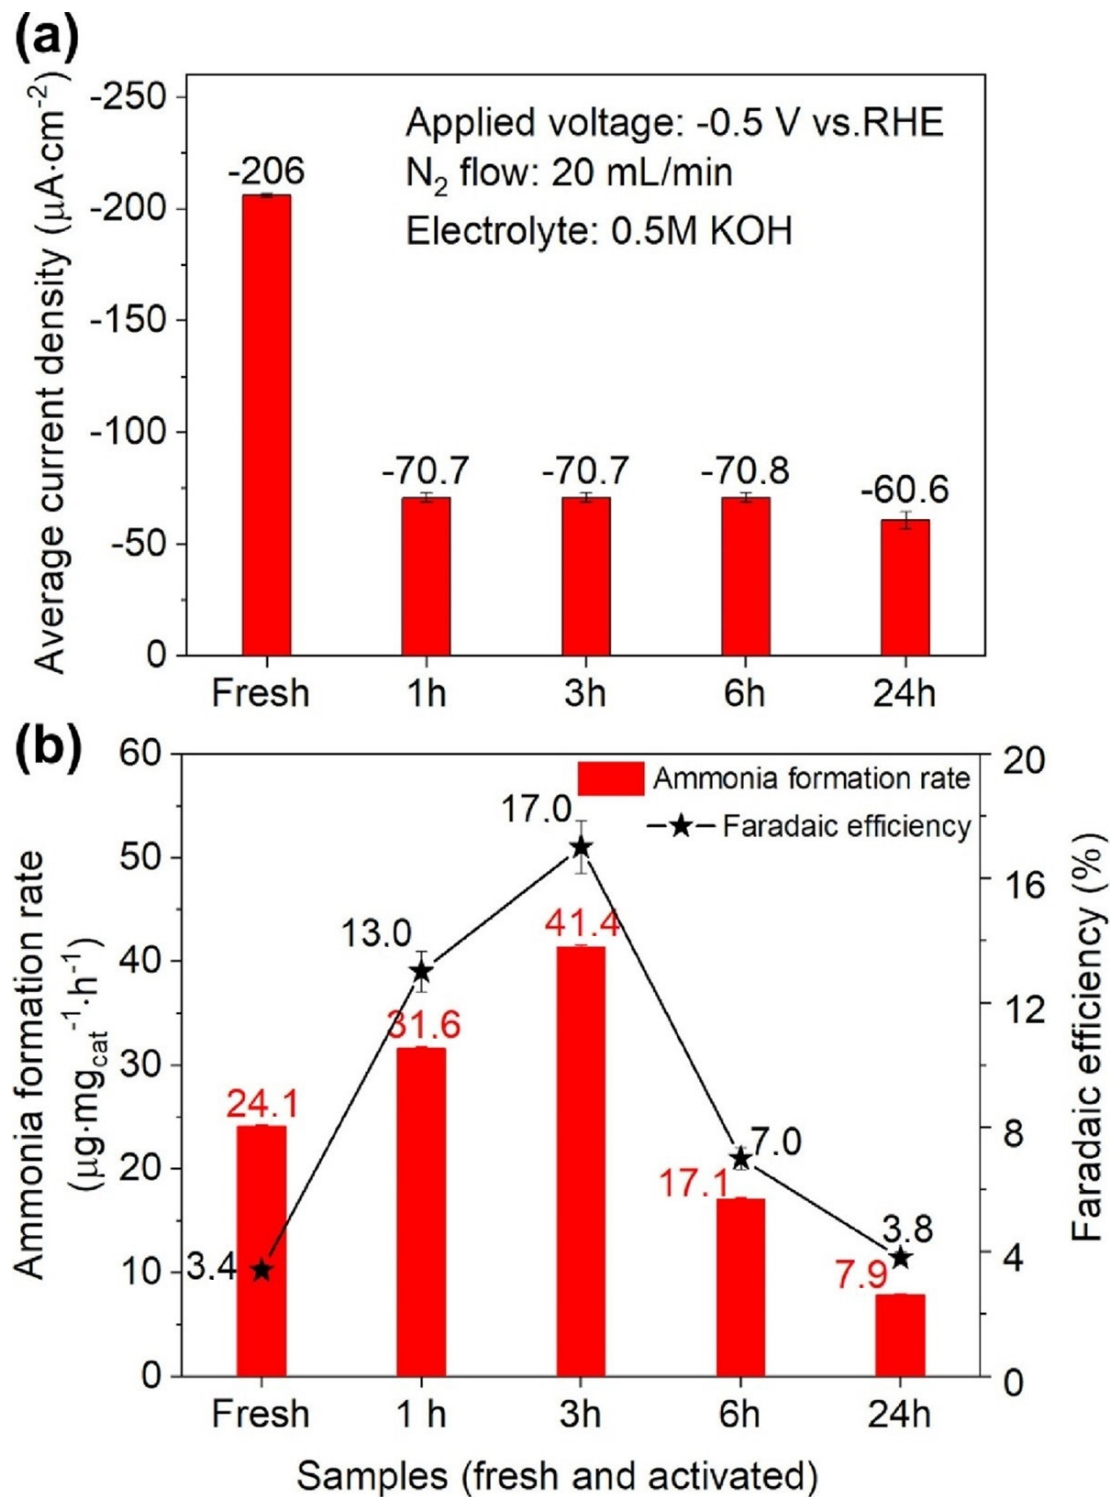 (a)
Average current density (μA·cm⁻²)
-250
-200
-150
-100
-50
0
Applied voltage: -0.5 V vs.RHE
N₂ flow: 20 mL/min
Electrolyte: 0.5M KOH
-206
-70.7
-70.7
-70.8
-60.6
Fresh
1h
3h
6h
24h
(b)
Ammonia formation rate
(μg·mg_cat⁻¹·h⁻¹)
60
50
40
30
20
10
0
Ammonia formation rate
Faradaic efficiency
17.0
13.0
41.4
31.6
24.1
7.0
17.1
3.8
3.4
7.9
20
16
12
8
4
0
Faradaic efficiency (%)
Fresh
1 h
3h
6h
24h
Samples (fresh and activated)